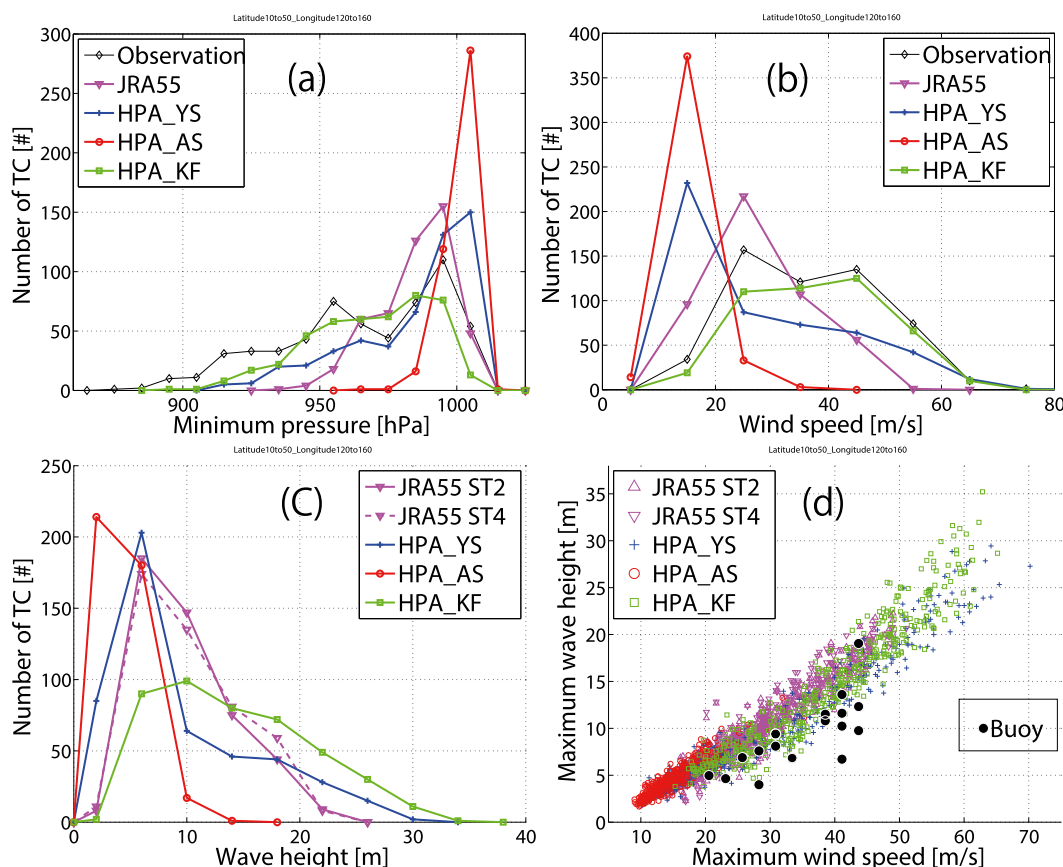 Latitude10to50_Longitude120to160
(a)
Observation
JRA55
HPA_YS
HPA_AS
HPA_KF
Number of TC [#]
300
250
200
150
100
50
0
900
950
1000
Minimum pressure [hPa]
Latitude10to50_Longitude120to160
(b)
Observation
JRA55
HPA_YS
HPA_AS
HPA_KF
Number of TC [#]
400
350
300
250
200
150
100
50
0
0
20
40
60
80
Wind speed [m/s]
Latitude10to50_Longitude120to160
(C)
JRA55 ST2
JRA55 ST4
HPA_YS
HPA_AS
HPA_KF
Number of TC [#]
250
200
150
100
50
0
0
10
20
30
40
Wave height [m]
Latitude10to50_Longitude120to160
(d)
JRA55 ST2
JRA55 ST4
HPA_YS
HPA_AS
HPA_KF
Buoy
Maximum wave height [m]
35
30
25
20
15
10
5
0
10
20
30
40
50
60
70
Maximum wind speed [m/s]